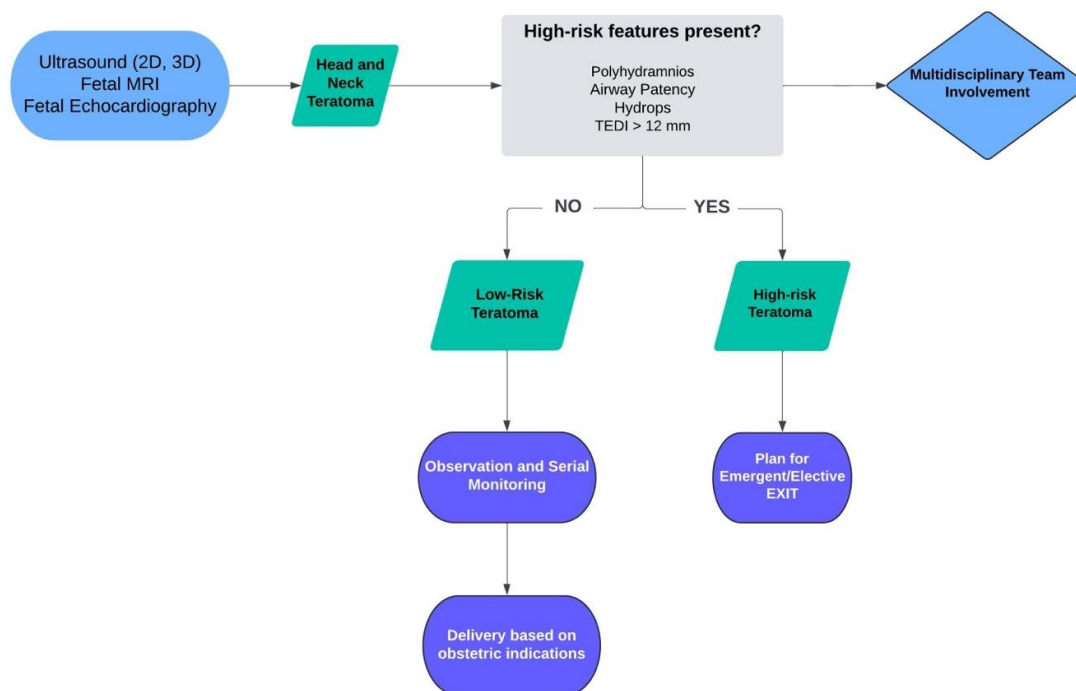 Ultrasound (2D, 3D)
Fetal MRI
Fetal Echocardiography
Head and
Neck
Teratoma
High-risk features present?
Polyhydramnios
Airway Patency
Hydrops
TEDI > 12 mm
Multidisciplinary Team
Involvement
NO
YES
Low-Risk
Teratoma
High-risk
Teratoma
Observation and Serial
Monitoring
Plan for
Emergent/Elective
EXIT
Delivery based on
obstetric indications